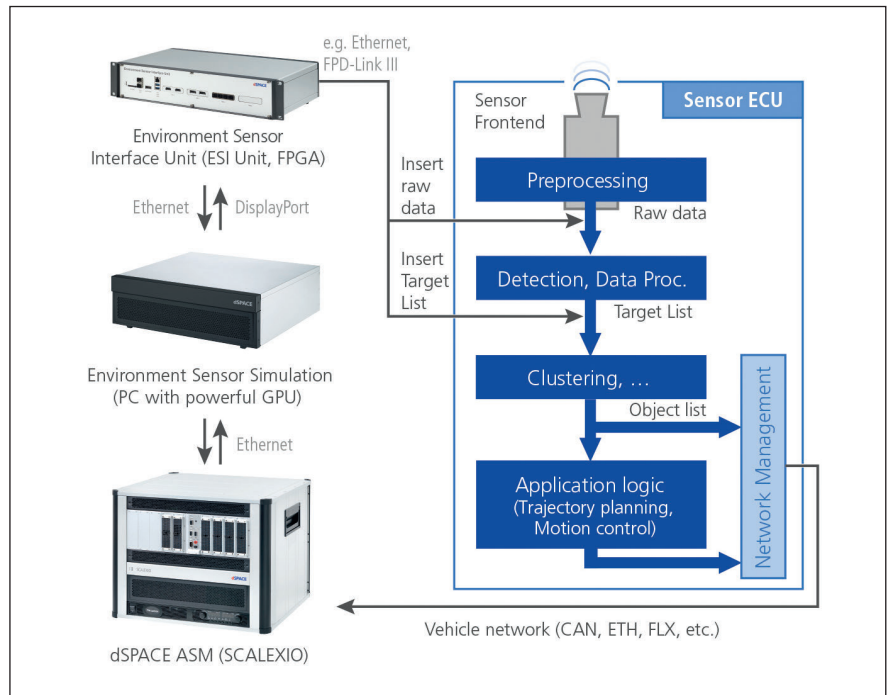 e.g. Ethernet,
FPD-Link III
Environment Sensor
Interface Unit (ESI Unit, FPGA)
Ethernet
DisplayPort
dSPACE
Environment Sensor Simulation
(PC with powerful GPU)
Ethernet
dSPACE
dSPACE ASM (SCALEXIO)
Insert
raw
data
Insert
Target
List
Sensor
Frontend
Sensor ECU
Preprocessing
Raw data
Detection, Data Proc.
Target List
Clustering, …
Object list
Application logic
(Trajectory planning,
Motion control)
Network Management
Vehicle network (CAN, ETH, FLX, etc.)